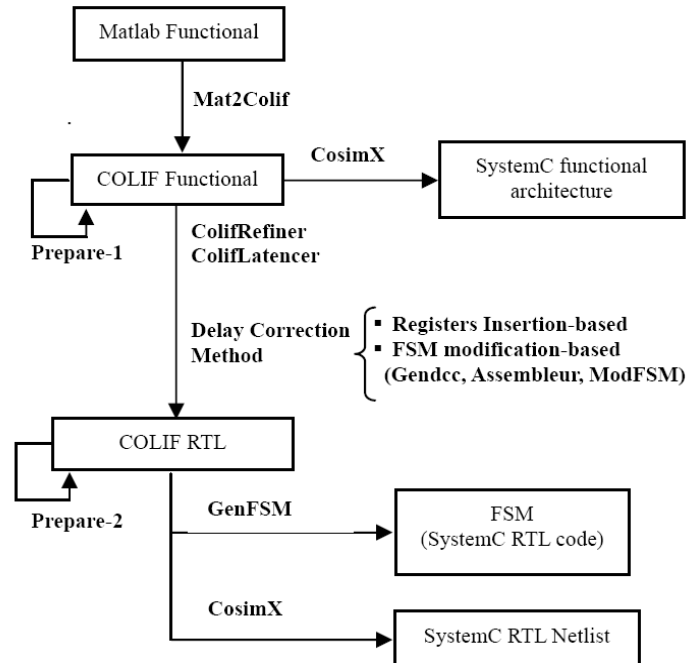 Matlab Functional
Mat2Colif
COLIF Functional
CosimX
SystemC functional
architecture
Prepare-1
ColifRefiner
ColifLatencer
Delay Correction
Method
▪ Registers Insertion-based
▪ FSM modification-based
(Gendcc, Assembleur, ModFSM)
COLIF RTL
Prepare-2
GenFSM
FSM
(SystemC RTL code)
CosimX
SystemC RTL Netlist